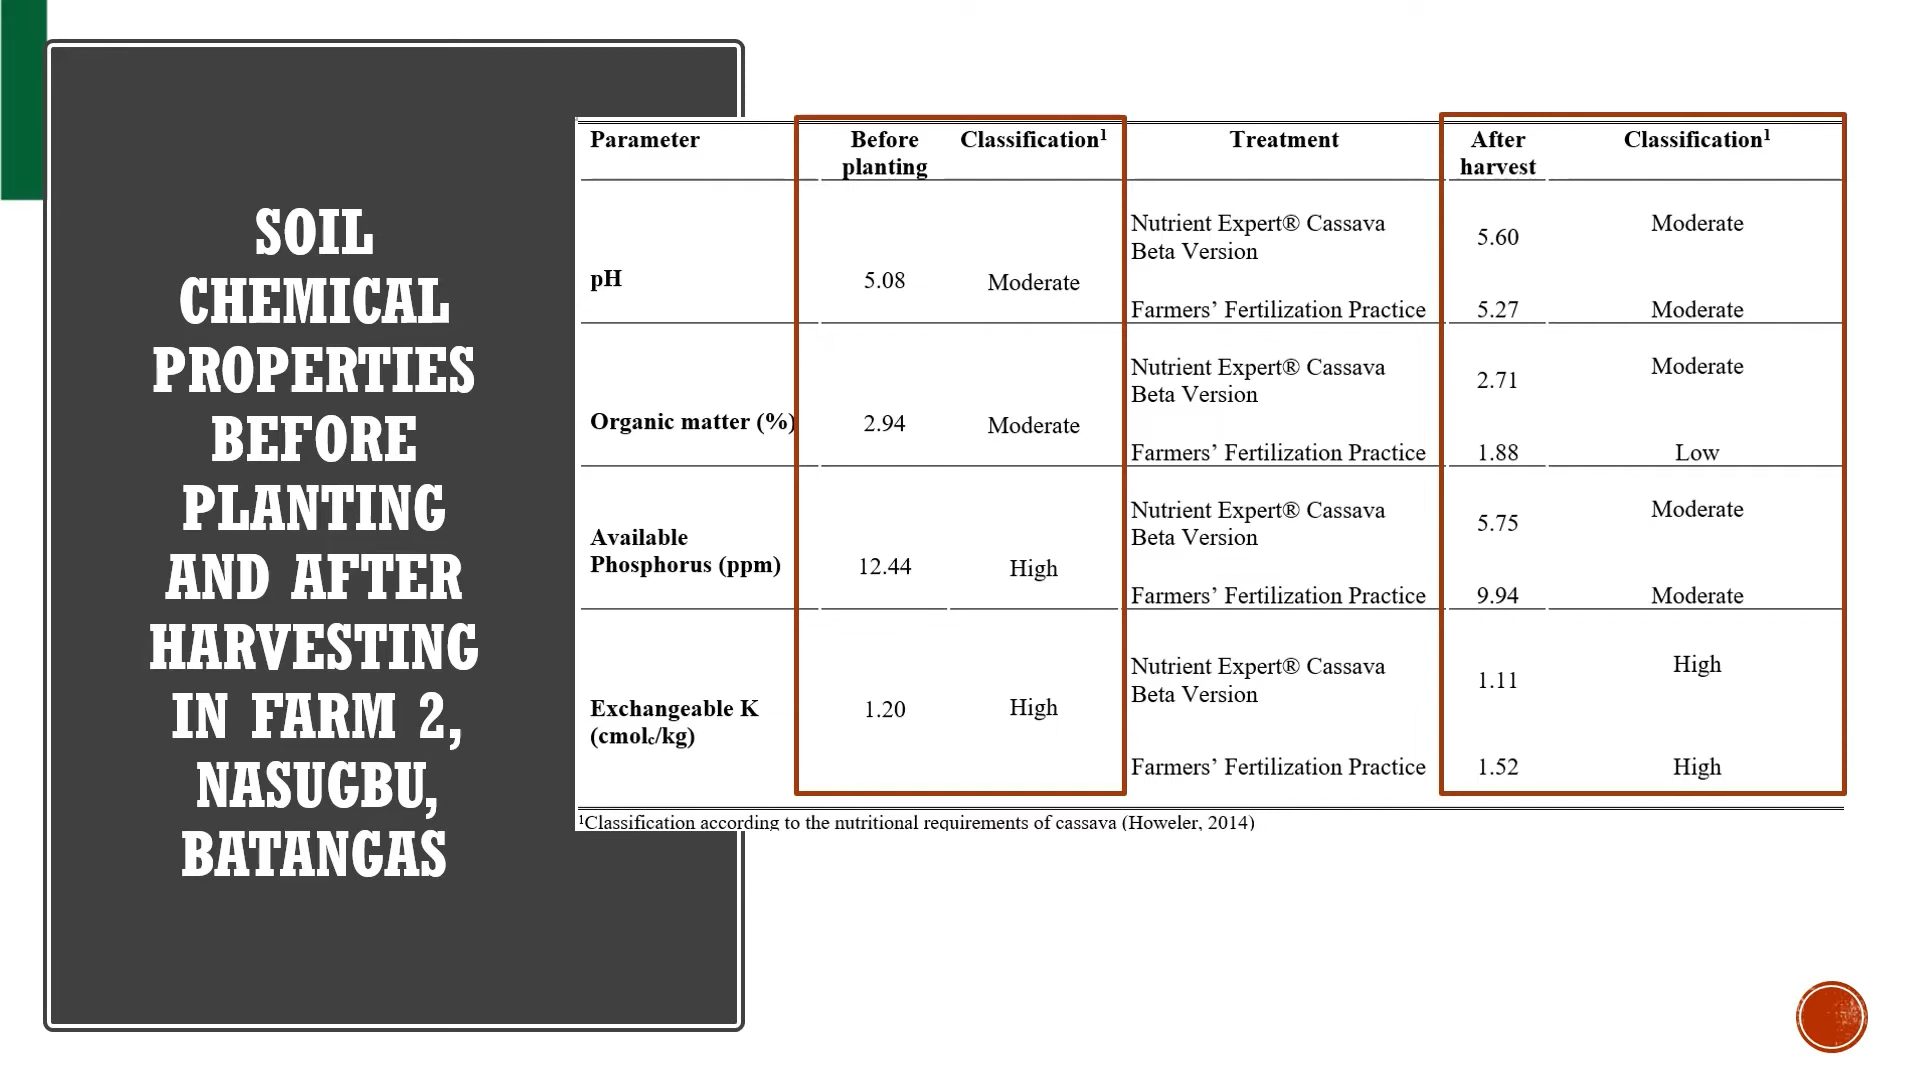 SOIL
CHEMICAL
PROPERTIES
BEFORE
PLANTING
AND AFTER
HARVESTING
IN FARM 2,
NASUGBU,
BATANGAS
Parameter Before planting Classification¹ Treatment After harvest Classification¹
pH 5.08 Moderate
Nutrient Expert® Cassava Beta Version 5.60 Moderate
Farmers’ Fertilization Practice 5.27 Moderate
Organic matter (%) 2.94 Moderate
Nutrient Expert® Cassava Beta Version 2.71 Moderate
Farmers’ Fertilization Practice 1.88 Low
Available Phosphorus (ppm) 12.44 High
Nutrient Expert® Cassava Beta Version 5.75 Moderate
Farmers’ Fertilization Practice 9.94 Moderate
Exchangeable K (cmolc/kg) 1.20 High
Nutrient Expert® Cassava Beta Version 1.11 High
Farmers’ Fertilization Practice 1.52 High
¹Classification according to the nutritional requirements of cassava (Howeler, 2014)